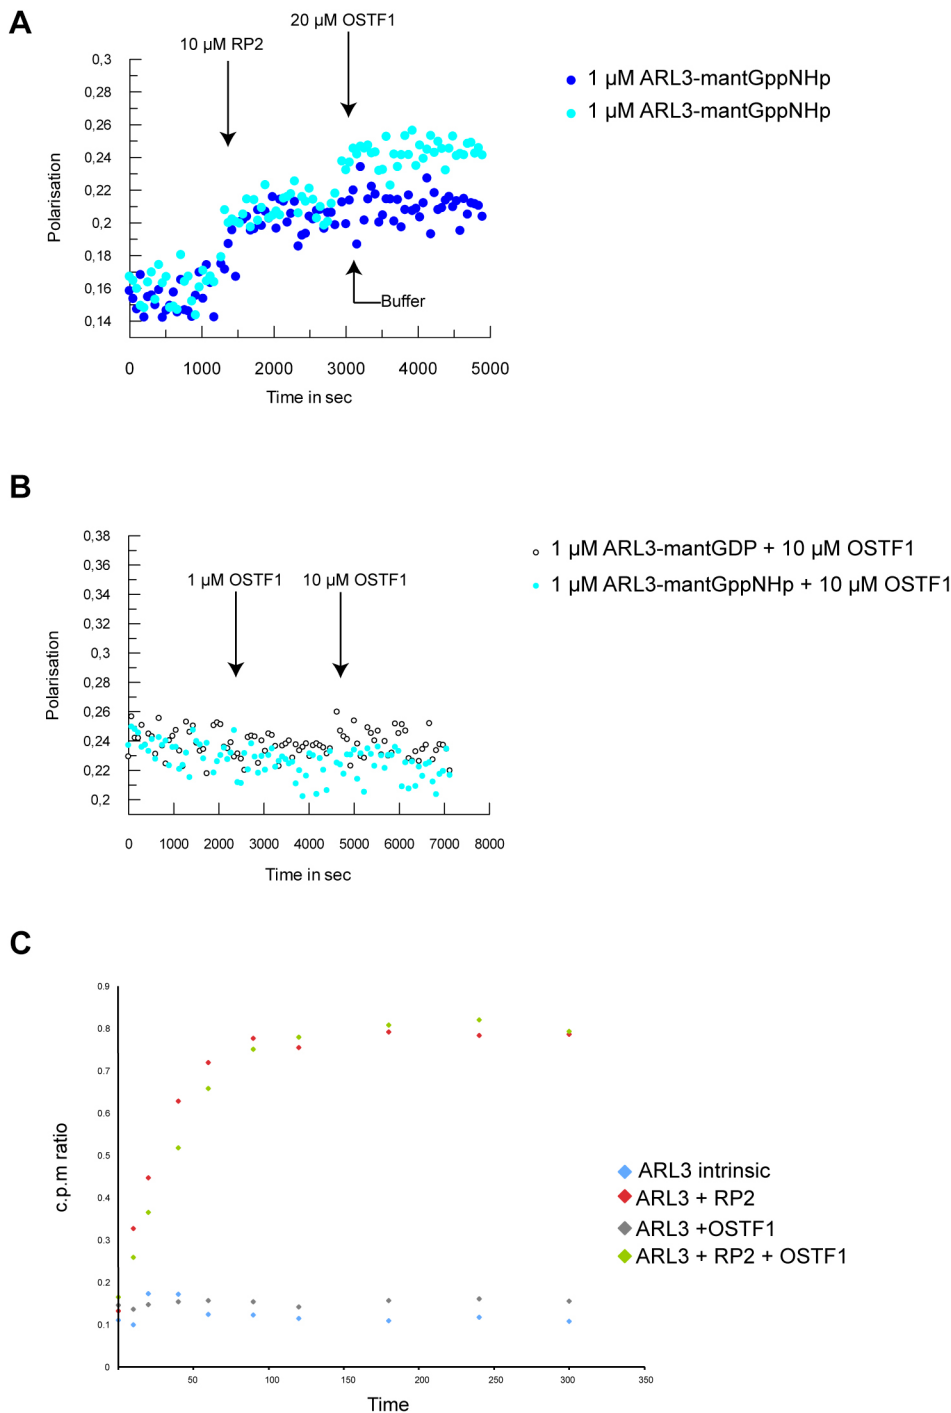 A
10 µM RP2
20 µM OSTF1
0,3
0,28
0,26
0,24
0,22
0,2
0,18
0,16
0,14
Polarisation
0 1000 2000 3000 4000 5000
Time in sec
Buffer
1 µM ARL3-mantGppNHp
1 µM ARL3-mantGppNHp
B
0,38
0,36
0,34
0,32
0,3
0,28
0,26
0,24
0,22
0,2
Polarisation
1 µM OSTF1
10 µM OSTF1
0 1000 2000 3000 4000 5000 6000 7000 8000
Time in sec
1 µM ARL3-mantGDP + 10 µM OSTF1
1 µM ARL3-mantGppNHp + 10 µM OSTF1
C
0.9
0.8
0.7
0.6
0.5
0.4
0.3
0.2
0.1
0
c.p.m ratio
50 100 150 200 250 300 350
Time
ARL3 intrinsic
ARL3 + RP2
ARL3 +OSTF1
ARL3 + RP2 + OSTF1